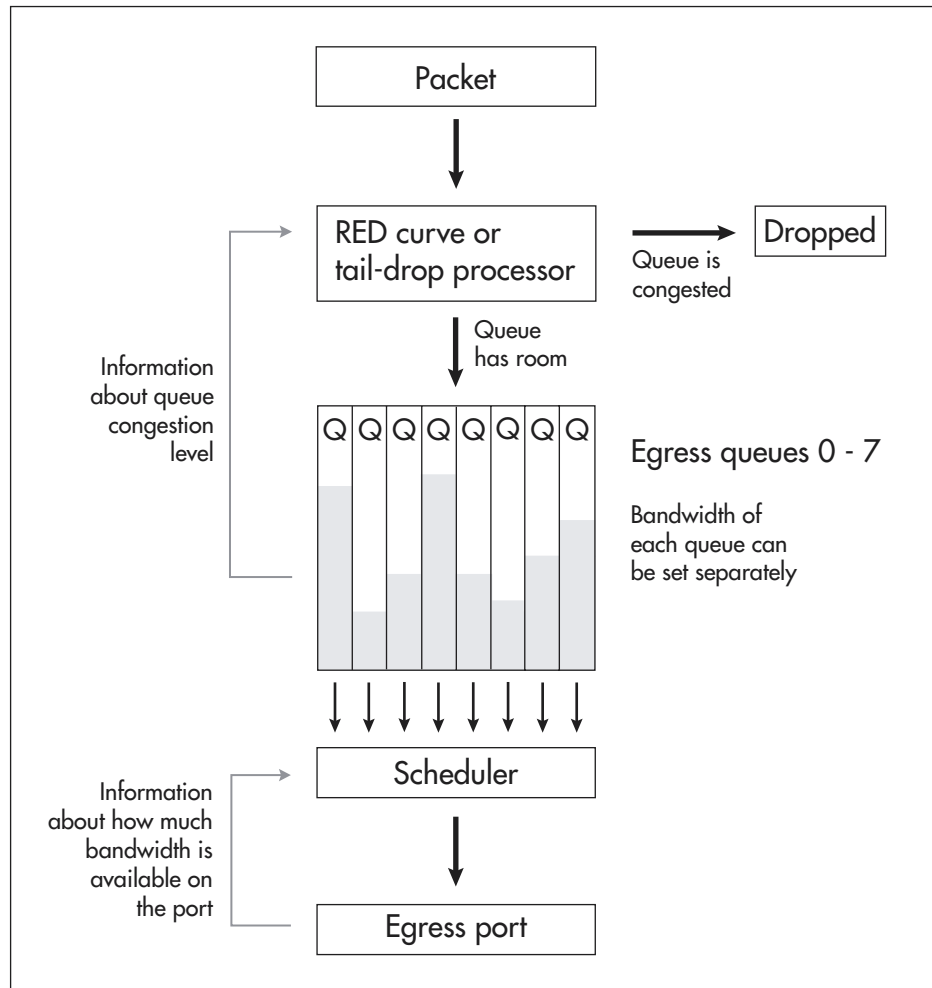 Packet
RED curve or
tail-drop processor
Dropped
Queue is
congested
Queue
has room
Information
about queue
congestion
level
Q Q Q Q Q Q Q Q
Egress queues 0 - 7
Bandwidth of
each queue can
be set separately
Scheduler
Information
about how much
bandwidth is
available on
the port
Egress port